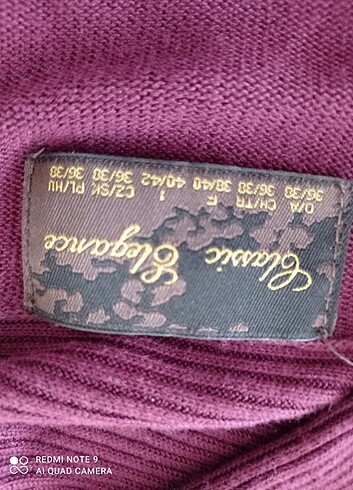 Classic Elegance
D/A CH/TR F I CZ/SK PL/HU
36/38 36/38 38/40 40/42 36/38 36/38
REDMI NOTE 9
AI QUAD CAMERA